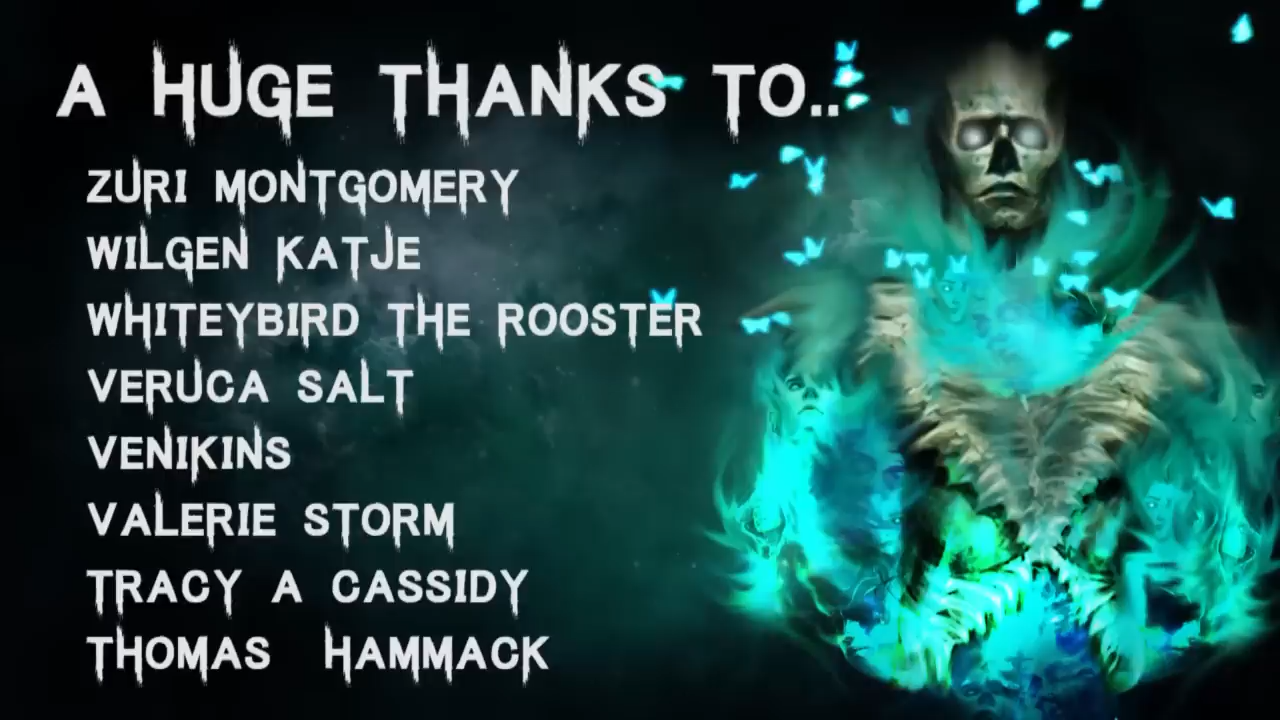 A HUGE THANKS TO..
ZURI MONTGOMERY
WILGEN KATJE
WHITEYBIRD THE ROOSTER
VERUCA SALT
VENIKINS
VALERIE STORM
TRACY A CASSIDY
THOMAS HAMMACK